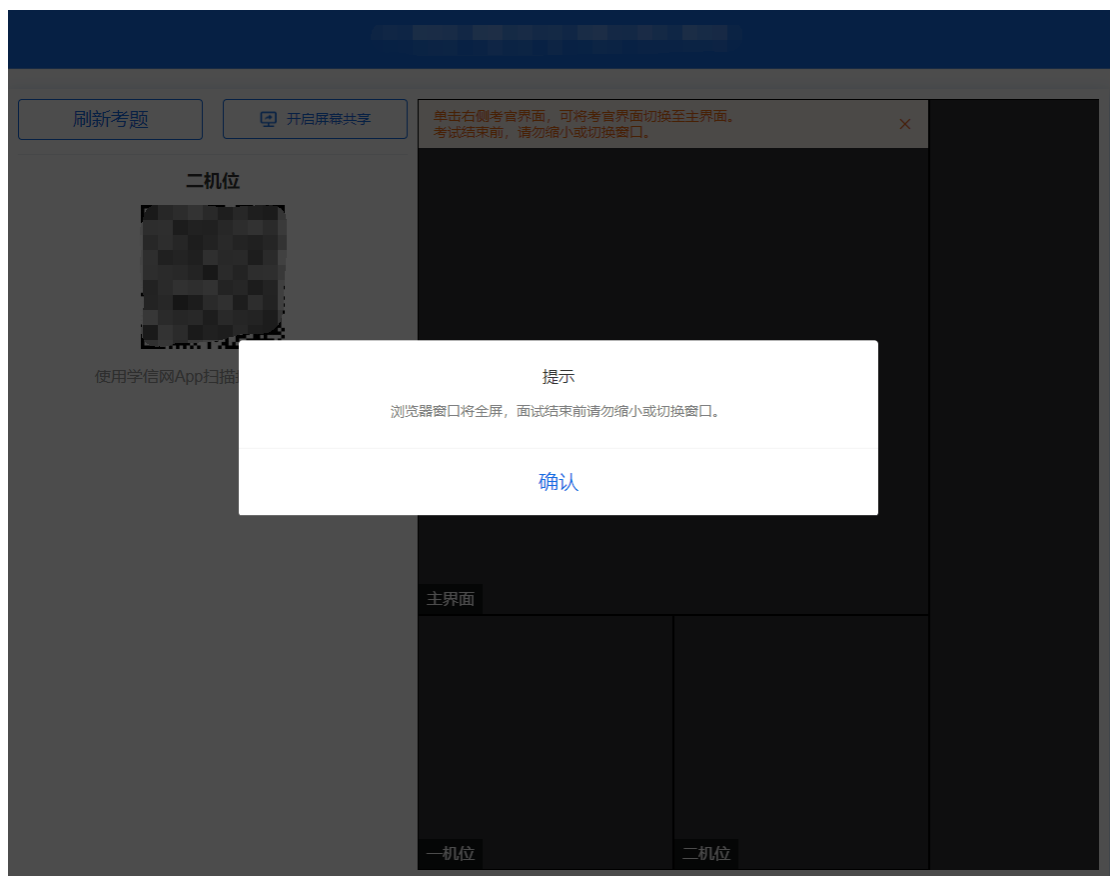 刷新考题
开启屏幕共享
单击右侧考官界面，可将考官界面切换至主界面。
考试结束前，请勿缩小或切换窗口。
二机位
使用学信网App扫描
提示
浏览器窗口将全屏，面试结束前请勿缩小或切换窗口。
确认
主界面
一机位
二机位